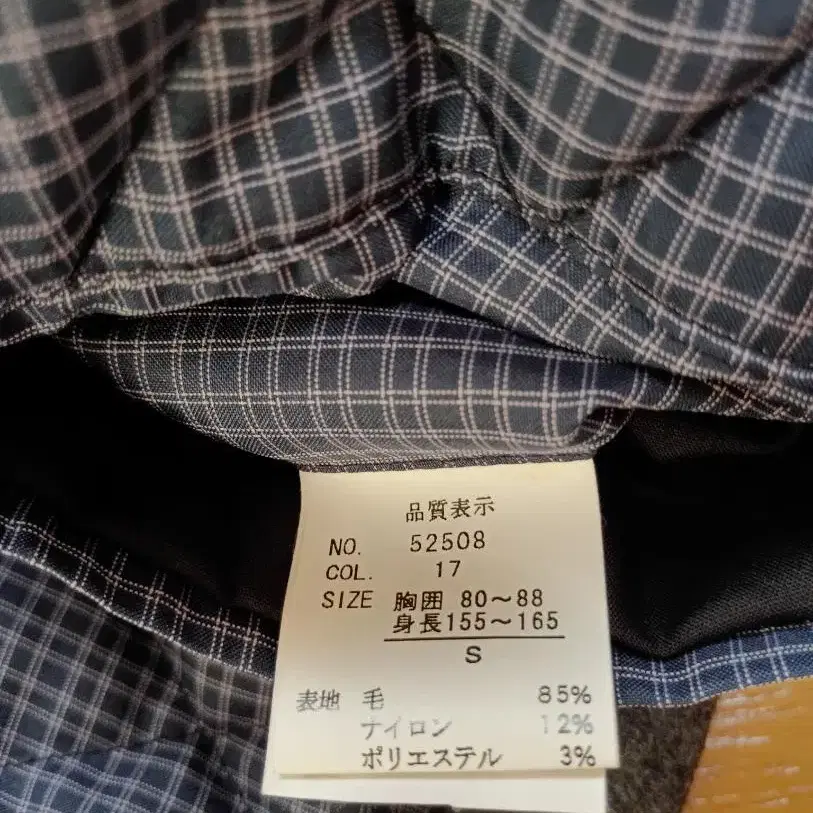 品質表示
NO. 52508
COL. 17
SIZE 胸囲 80～88
身長155～165
S
表地 毛 85%
ナイロン 12%
ポリエステル 3%